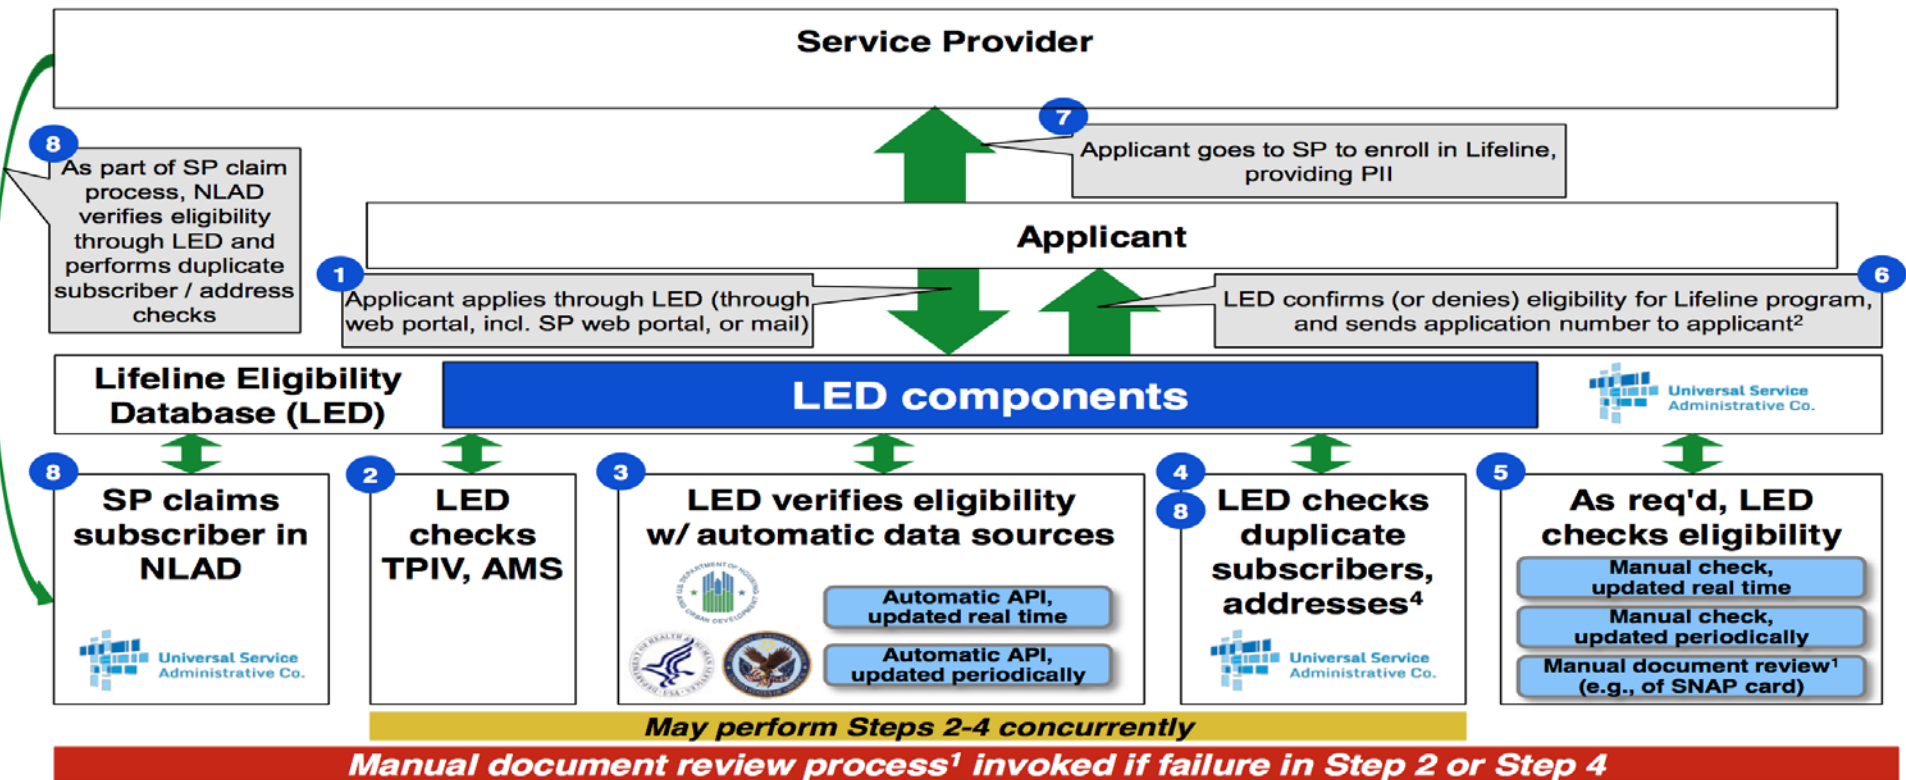 Service Provider
7
Applicant goes to SP to enroll in Lifeline,
providing PII
8
As part of SP claim
process, NLAD
verifies eligibility
through LED and
performs duplicate
subscriber / address
checks
Applicant
1
Applicant applies through LED (through
web portal, incl. SP web portal, or mail)
6
LED confirms (or denies) eligibility for Lifeline program,
and sends application number to applicant²
Lifeline Eligibility
Database (LED)
LED components
Universal Service
Administrative Co.
8
SP claims
subscriber in
NLAD
Universal Service
Administrative Co.
2
LED
checks
TPIV, AMS
3
LED verifies eligibility
w/ automatic data sources
Automatic API,
updated real time
Automatic API,
updated periodically
4
8
LED checks
duplicate
subscribers,
addresses⁴
Universal Service
Administrative Co.
5
As req'd, LED
checks eligibility
Manual check,
updated real time
Manual check,
updated periodically
Manual document review¹
(e.g., of SNAP card)
May perform Steps 2-4 concurrently
Manual document review process¹ invoked if failure in Step 2 or Step 4